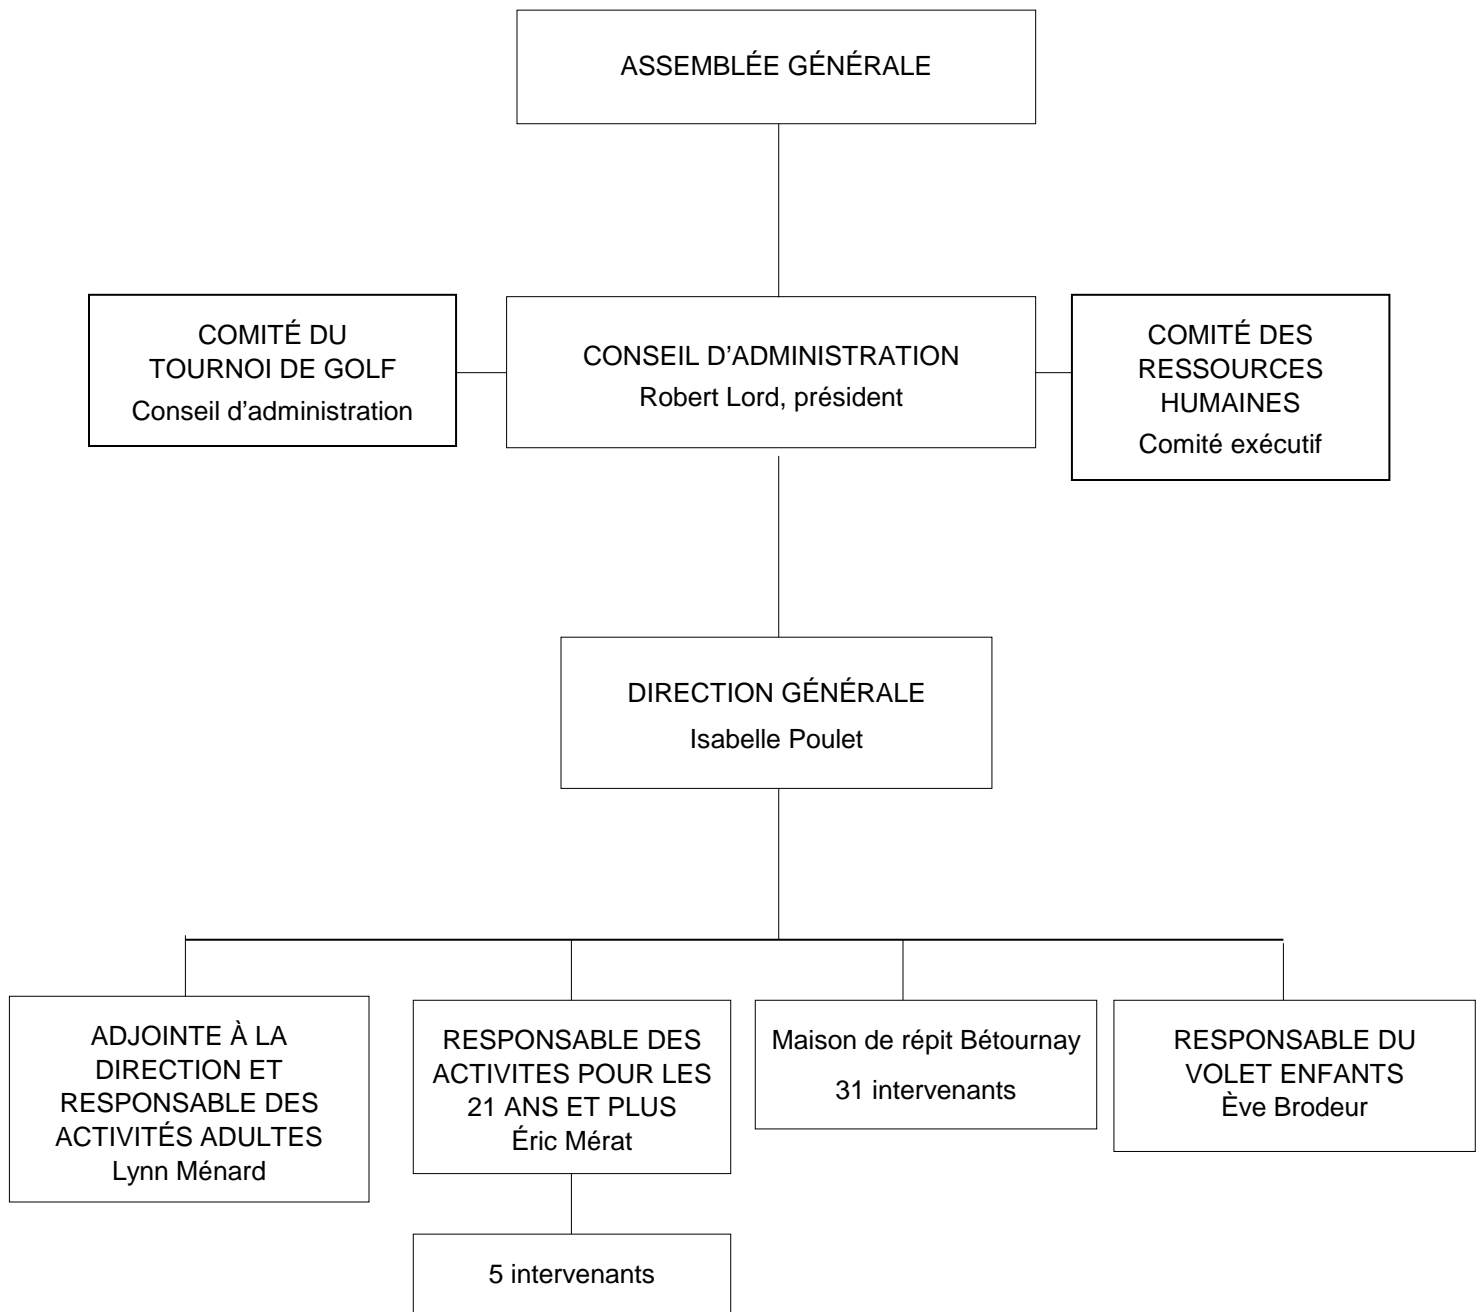 ASSEMBLÉE GÉNÉRALE
COMITÉ DU
TOURNOI DE GOLF
Conseil d’administration
CONSEIL D’ADMINISTRATION
Robert Lord, président
COMITÉ DES
RESSOURCES
HUMAINES
Comité exécutif
DIRECTION GÉNÉRALE
Isabelle Poulet
ADJOINTE À LA
DIRECTION ET
RESPONSABLE DES
ACTIVITÉS ADULTES
Lynn Ménard
RESPONSABLE DES
ACTIVITES POUR LES
21 ANS ET PLUS
Éric Mérat
5 intervenants
Maison de répit Bétournay
31 intervenants
RESPONSABLE DU
VOLET ENFANTS
Ève Brodeur